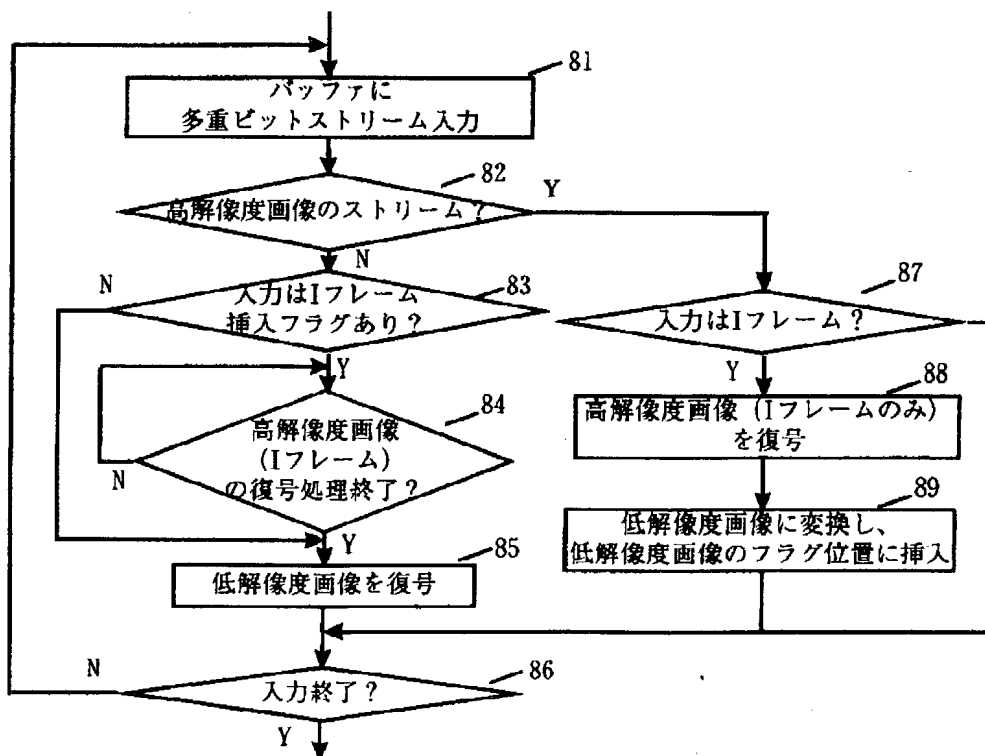 81
バッファに
多重ビットストリーム入力
82
高解像度画像のストリーム？
Y
N
83
入力はIフレーム
挿入フラグあり？
N
Y
84
高解像度画像
(Iフレーム)
の復号処理終了？
N
Y
85
低解像度画像を復号
87
入力はIフレーム？
Y
88
高解像度画像 (Iフレームのみ)
を復号
89
低解像度画像に変換し、
低解像度画像のフラグ位置に挿入
86
入力終了？
N
Y